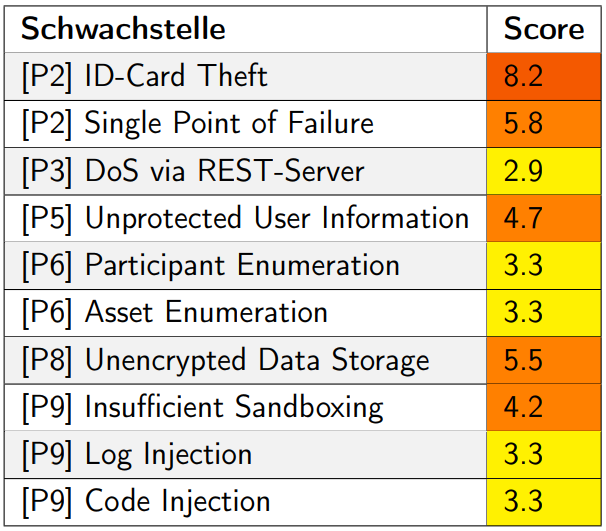 Schwachstelle Score
[P2] ID-Card Theft 8.2
[P2] Single Point of Failure 5.8
[P3] DoS via REST-Server 2.9
[P5] Unprotected User Information 4.7
[P6] Participant Enumeration 3.3
[P6] Asset Enumeration 3.3
[P8] Unencrypted Data Storage 5.5
[P9] Insufficient Sandboxing 4.2
[P9] Log Injection 3.3
[P9] Code Injection 3.3